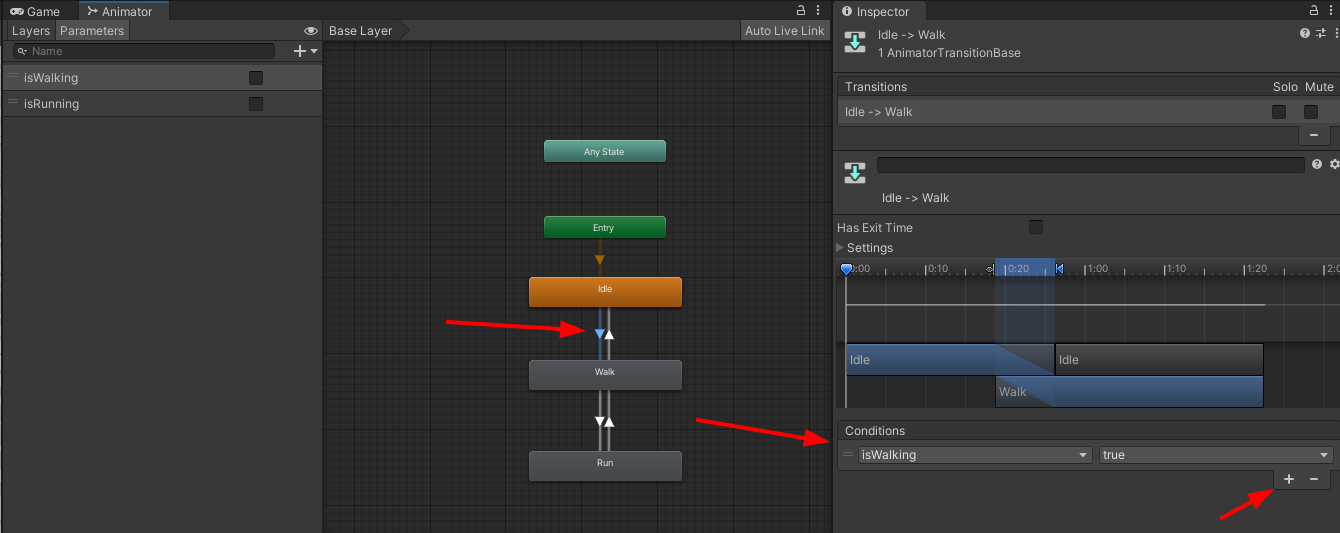 Game
Animator
Layers
Parameters
Name
isWalking
isRunning
Base Layer
Auto Live Link
Any State
Entry
Idle
Walk
Run
Inspector
Idle -> Walk
1 AnimatorTransitionBase
Transitions Solo Mute
Idle -> Walk
Idle -> Walk
Has Exit Time
Settings
0:00 0:10 0:20 1:00 1:10 1:20 2:0
Idle Idle
Walk
Conditions
isWalking true